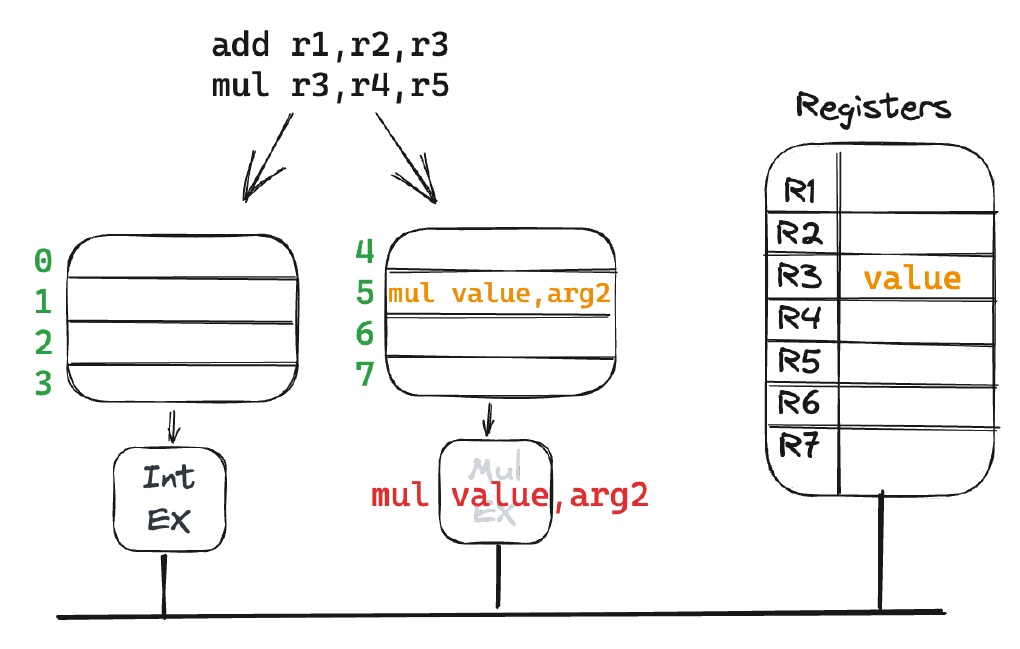 add r1,r2,r3
mul r3,r4,r5
Registers
R1
R2
R3 value
R4
R5
R6
R7
0
1
2
3
4
5 mul value,arg2
6
7
Int
EX
Mul
mul value,arg2
EX